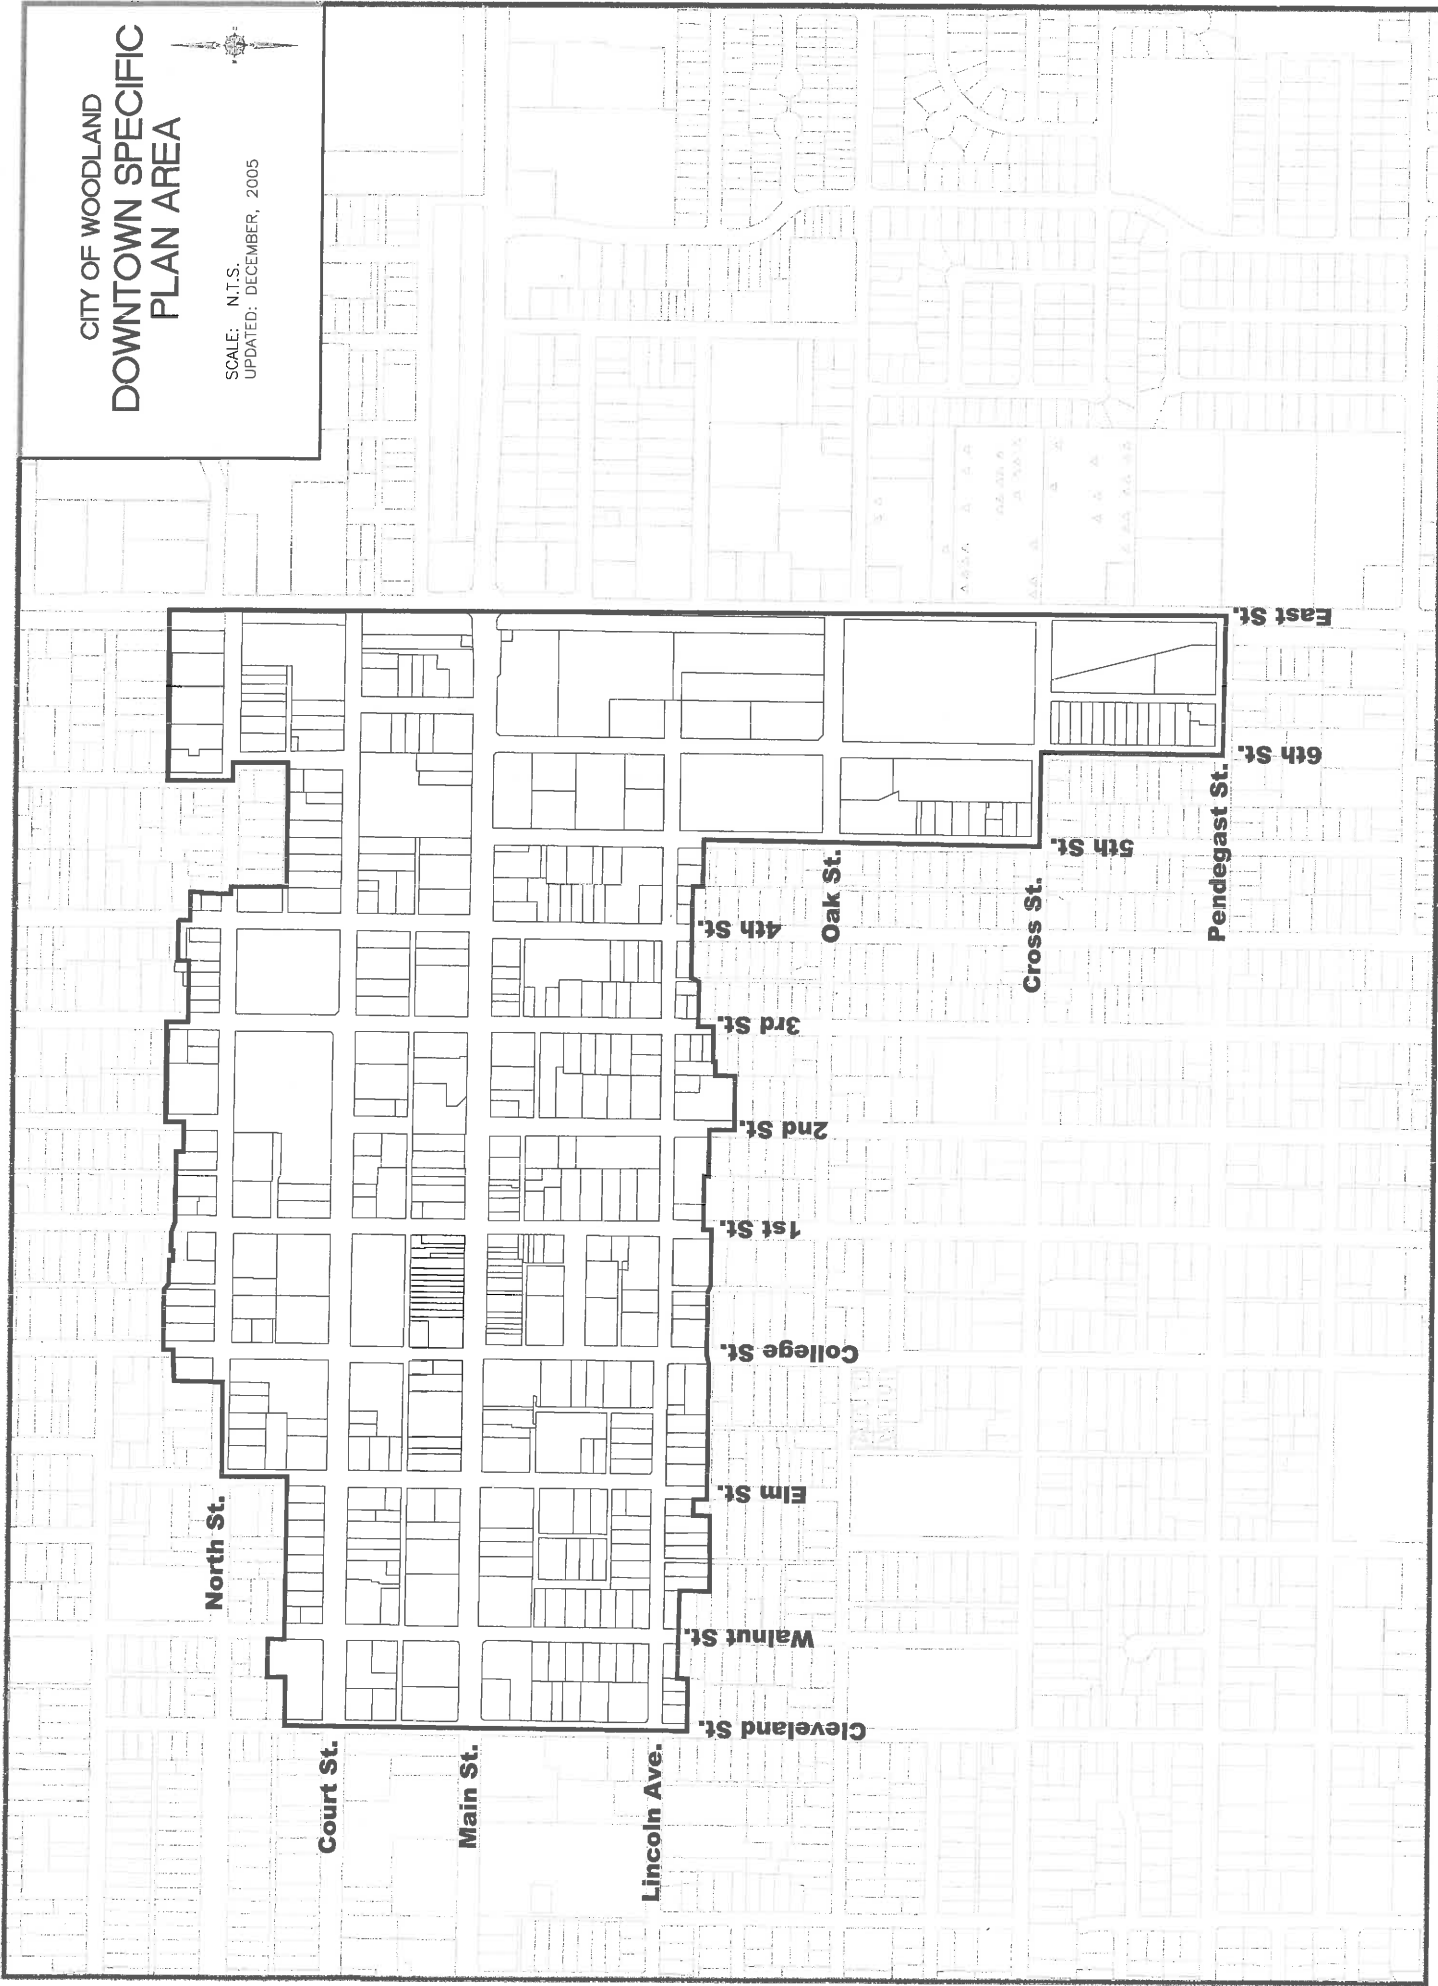 CITY OF WOODLAND
DOWNTOWN SPECIFIC
PLAN AREA
SCALE: N.T.S.
UPDATED: DECEMBER, 2005
North St.
Court St.
Main St.
Lincoln Ave.
Oak St.
Cross St.
Pendegast St.
Cleveland St.
Walnut St.
Elm St.
College St.
1st St.
2nd St.
3rd St.
4th St.
5th St.
6th St.
East St.